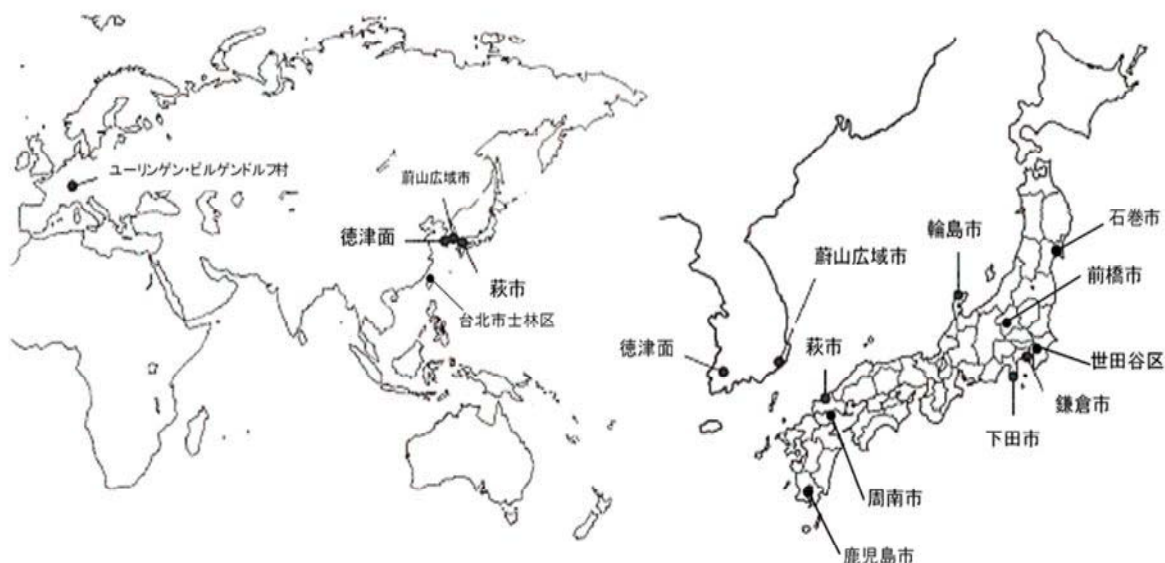 ユーリンゲン・ビルゲンドルフ村
蔚山広域市
徳津面
萩市
台北市士林区
石巻市
輪島市
前橋市
蔚山広域市
世田谷区
徳津面
萩市
鎌倉市
下田市
周南市
鹿児島市